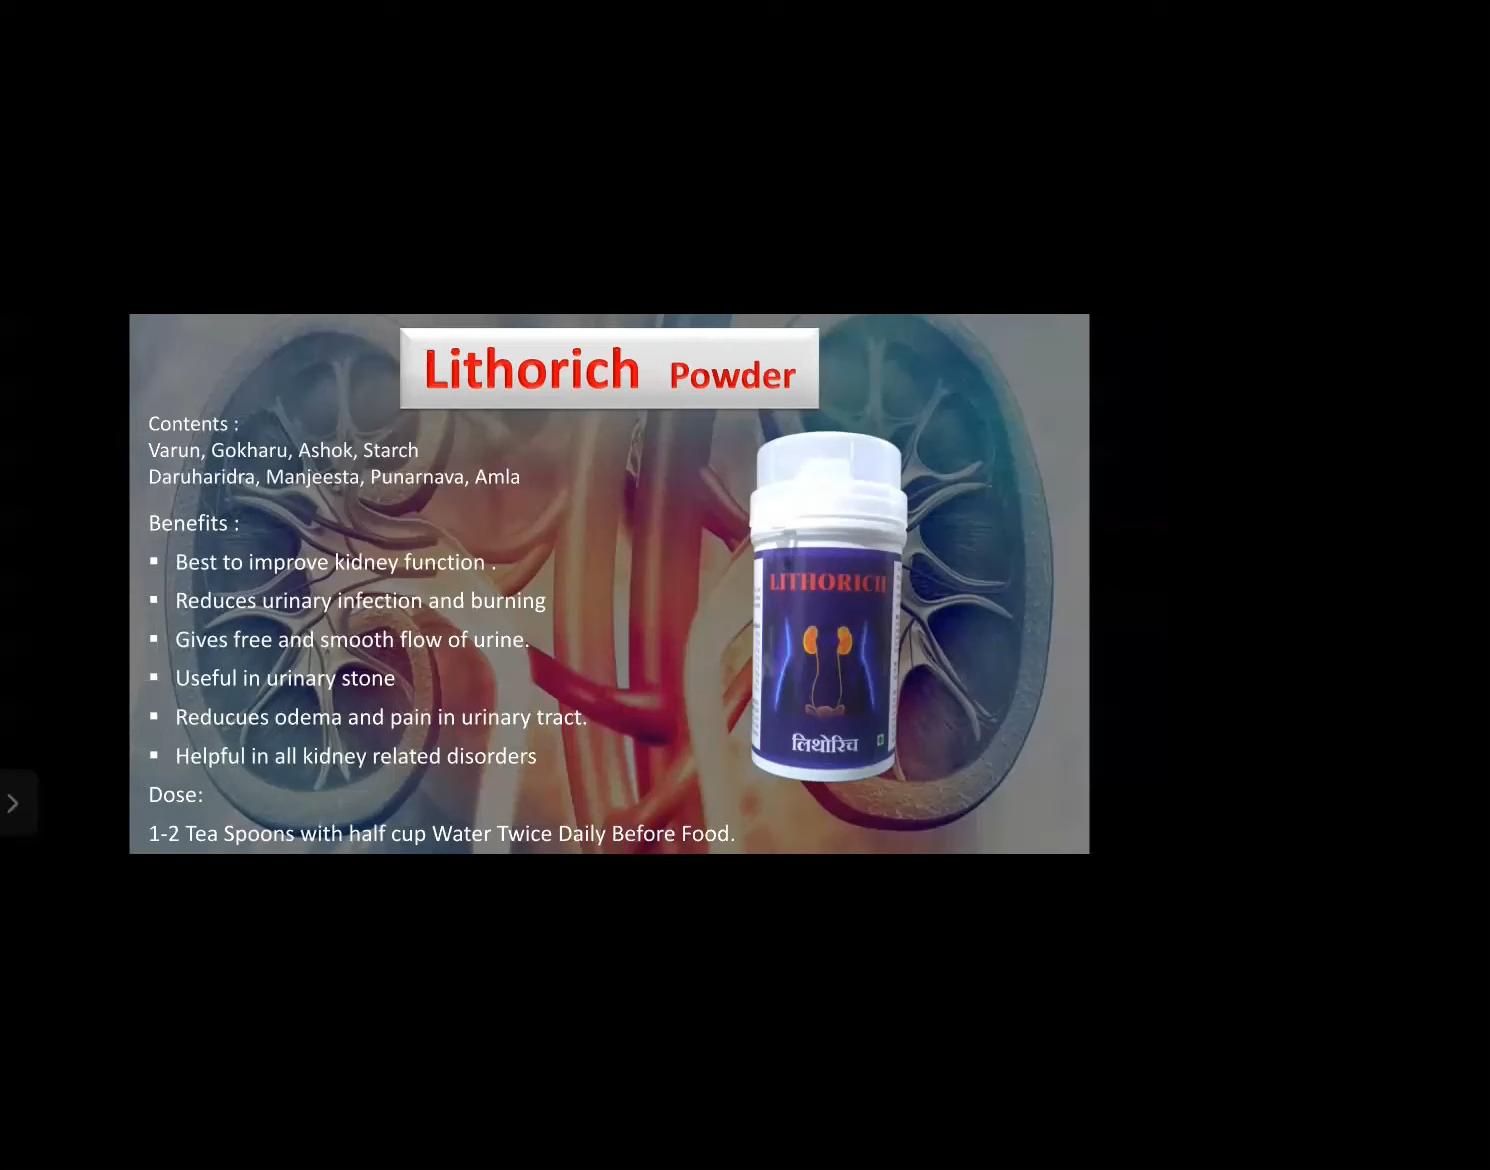 Lithorich Powder
Contents :
Varun, Gokharu, Ashok, Starch
Daruharidra, Manjeesta, Punarnava, Amla
Benefits :
▪ Best to improve kidney function .
▪ Reduces urinary infection and burning
▪ Gives free and smooth flow of urine.
▪ Useful in urinary stone
▪ Reducues odema and pain in urinary tract.
▪ Helpful in all kidney related disorders
Dose:
1-2 Tea Spoons with half cup Water Twice Daily Before Food.
LITHORICH
लिथोरिच